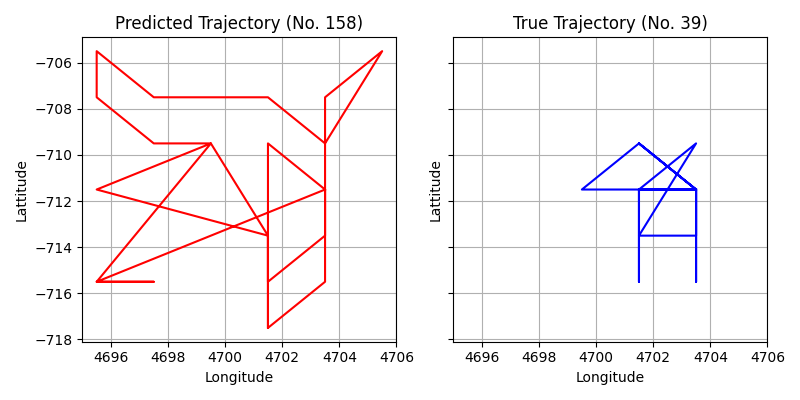 Predicted Trajectory (No. 158)
−706
−708
−710
−712
−714
−716
−718
Lattitude
4696 4698 4700 4702 4704 4706
Longitude
True Trajectory (No. 39)
Lattitude
4696 4698 4700 4702 4704 4706
Longitude